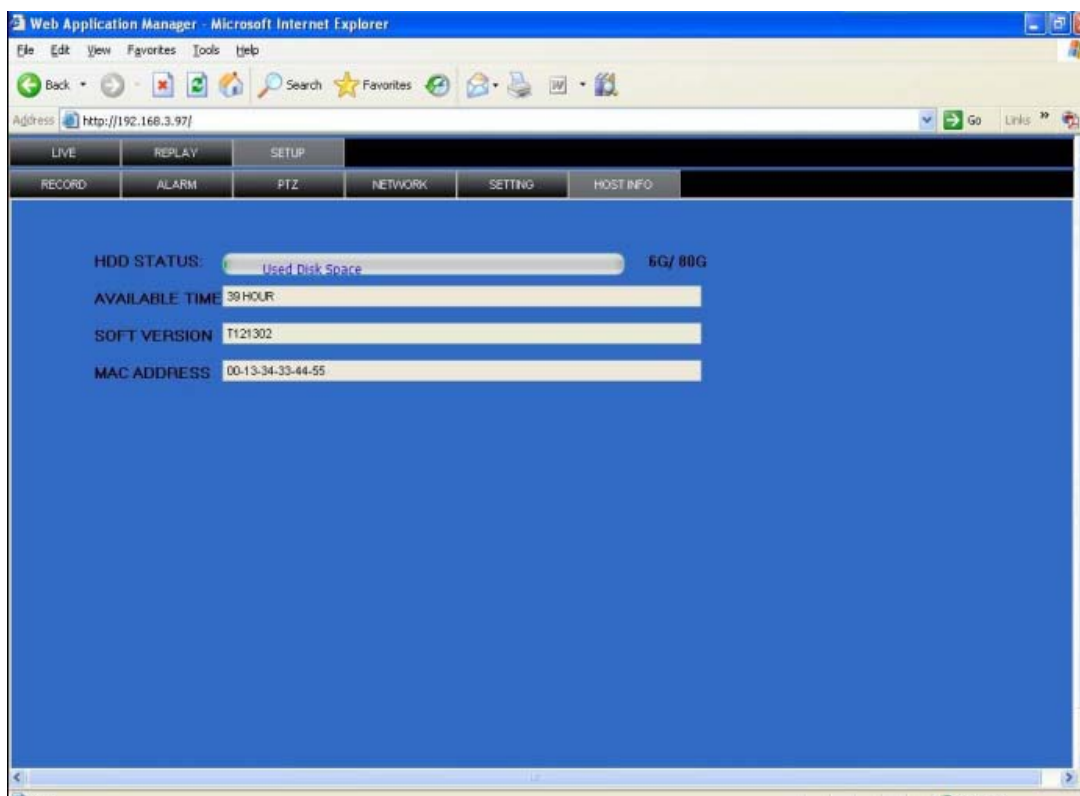 Web Application Manager - Microsoft Internet Explorer
File Edit View Favorites Tools Help
Back Search Favorites W
Address http://192.168.3.97/ Go Links »
LIVE REPLAY SETUP
RECORD ALARM PTZ NETWORK SETTING HOST INFO
HDD STATUS: Used Disk Space 6G/ 80G
AVAILABLE TIME 39 HOUR
SOFT VERSION T121302
MAC ADDRESS 00-13-34-33-44-55